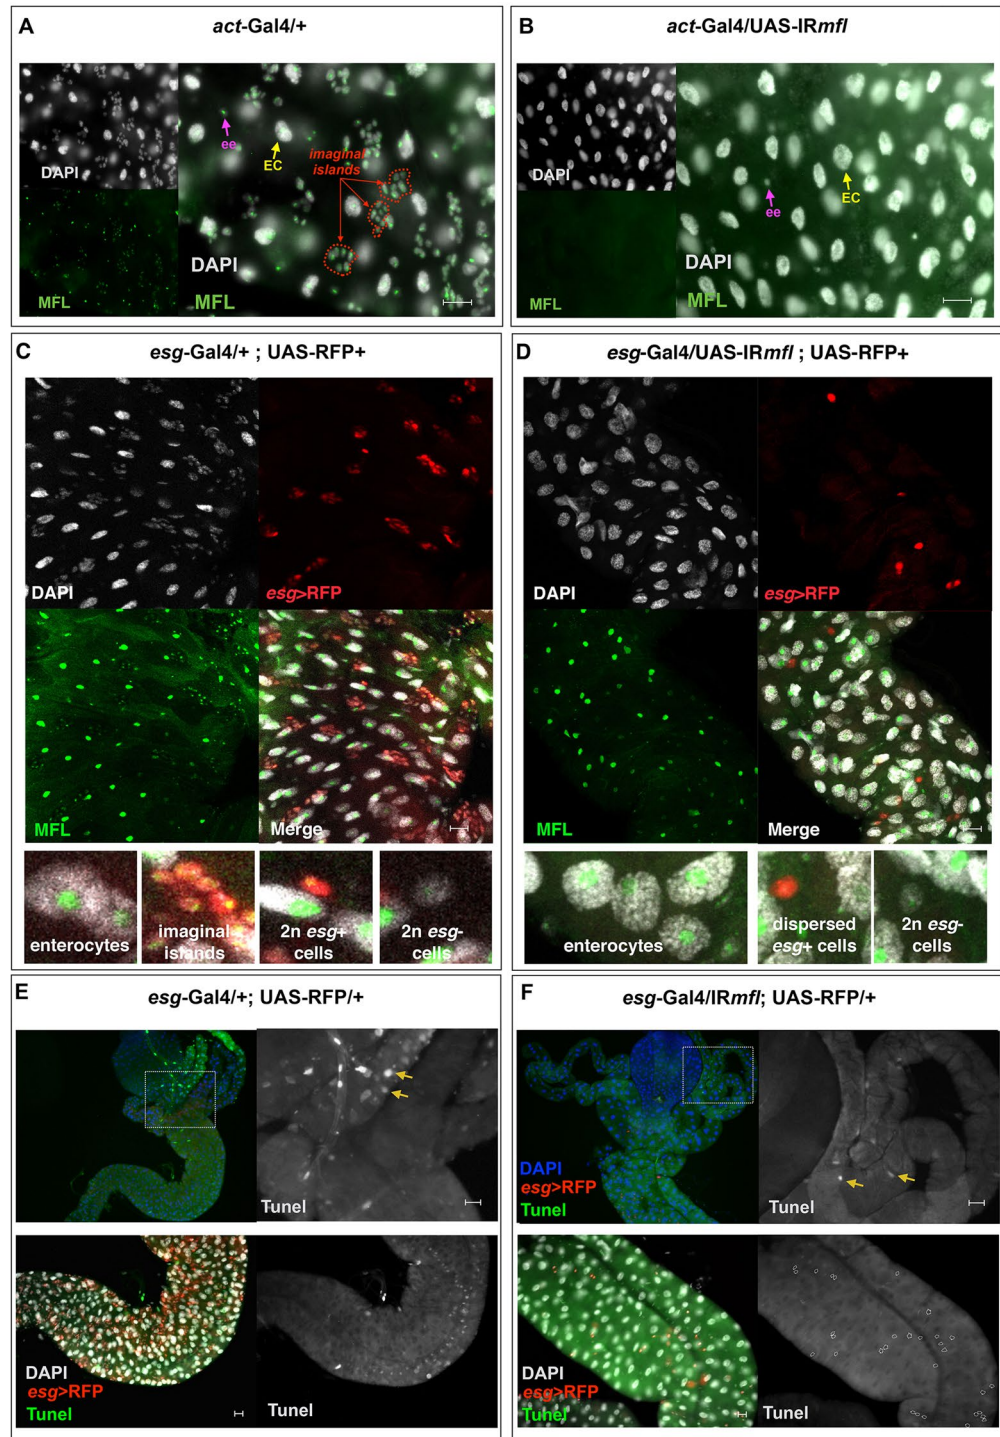 A
act-Gal4/+
DAPI
MFL
ee
EC
imaginal
islands
DAPI
MFL
B
act-Gal4/UAS-IRmfl
DAPI
MFL
ee
EC
DAPI
MFL
C
esg-Gal4/+ ; UAS-RFP+
DAPI
esg>RFP
MFL
Merge
enterocytes
imaginal
islands
2n esg+
cells
2n esg-
cells
D
esg-Gal4/UAS-IRmfl ; UAS-RFP+
DAPI
esg>RFP
MFL
Merge
enterocytes
dispersed
esg+ cells
2n esg-
cells
E
esg-Gal4/+; UAS-RFP/+
Tunel
DAPI
esg>RFP
Tunel
Tunel
F
esg-Gal4/IRmfl; UAS-RFP/+
DAPI
esg>RFP
Tunel
Tunel
DAPI
esg>RFP
Tunel
Tunel